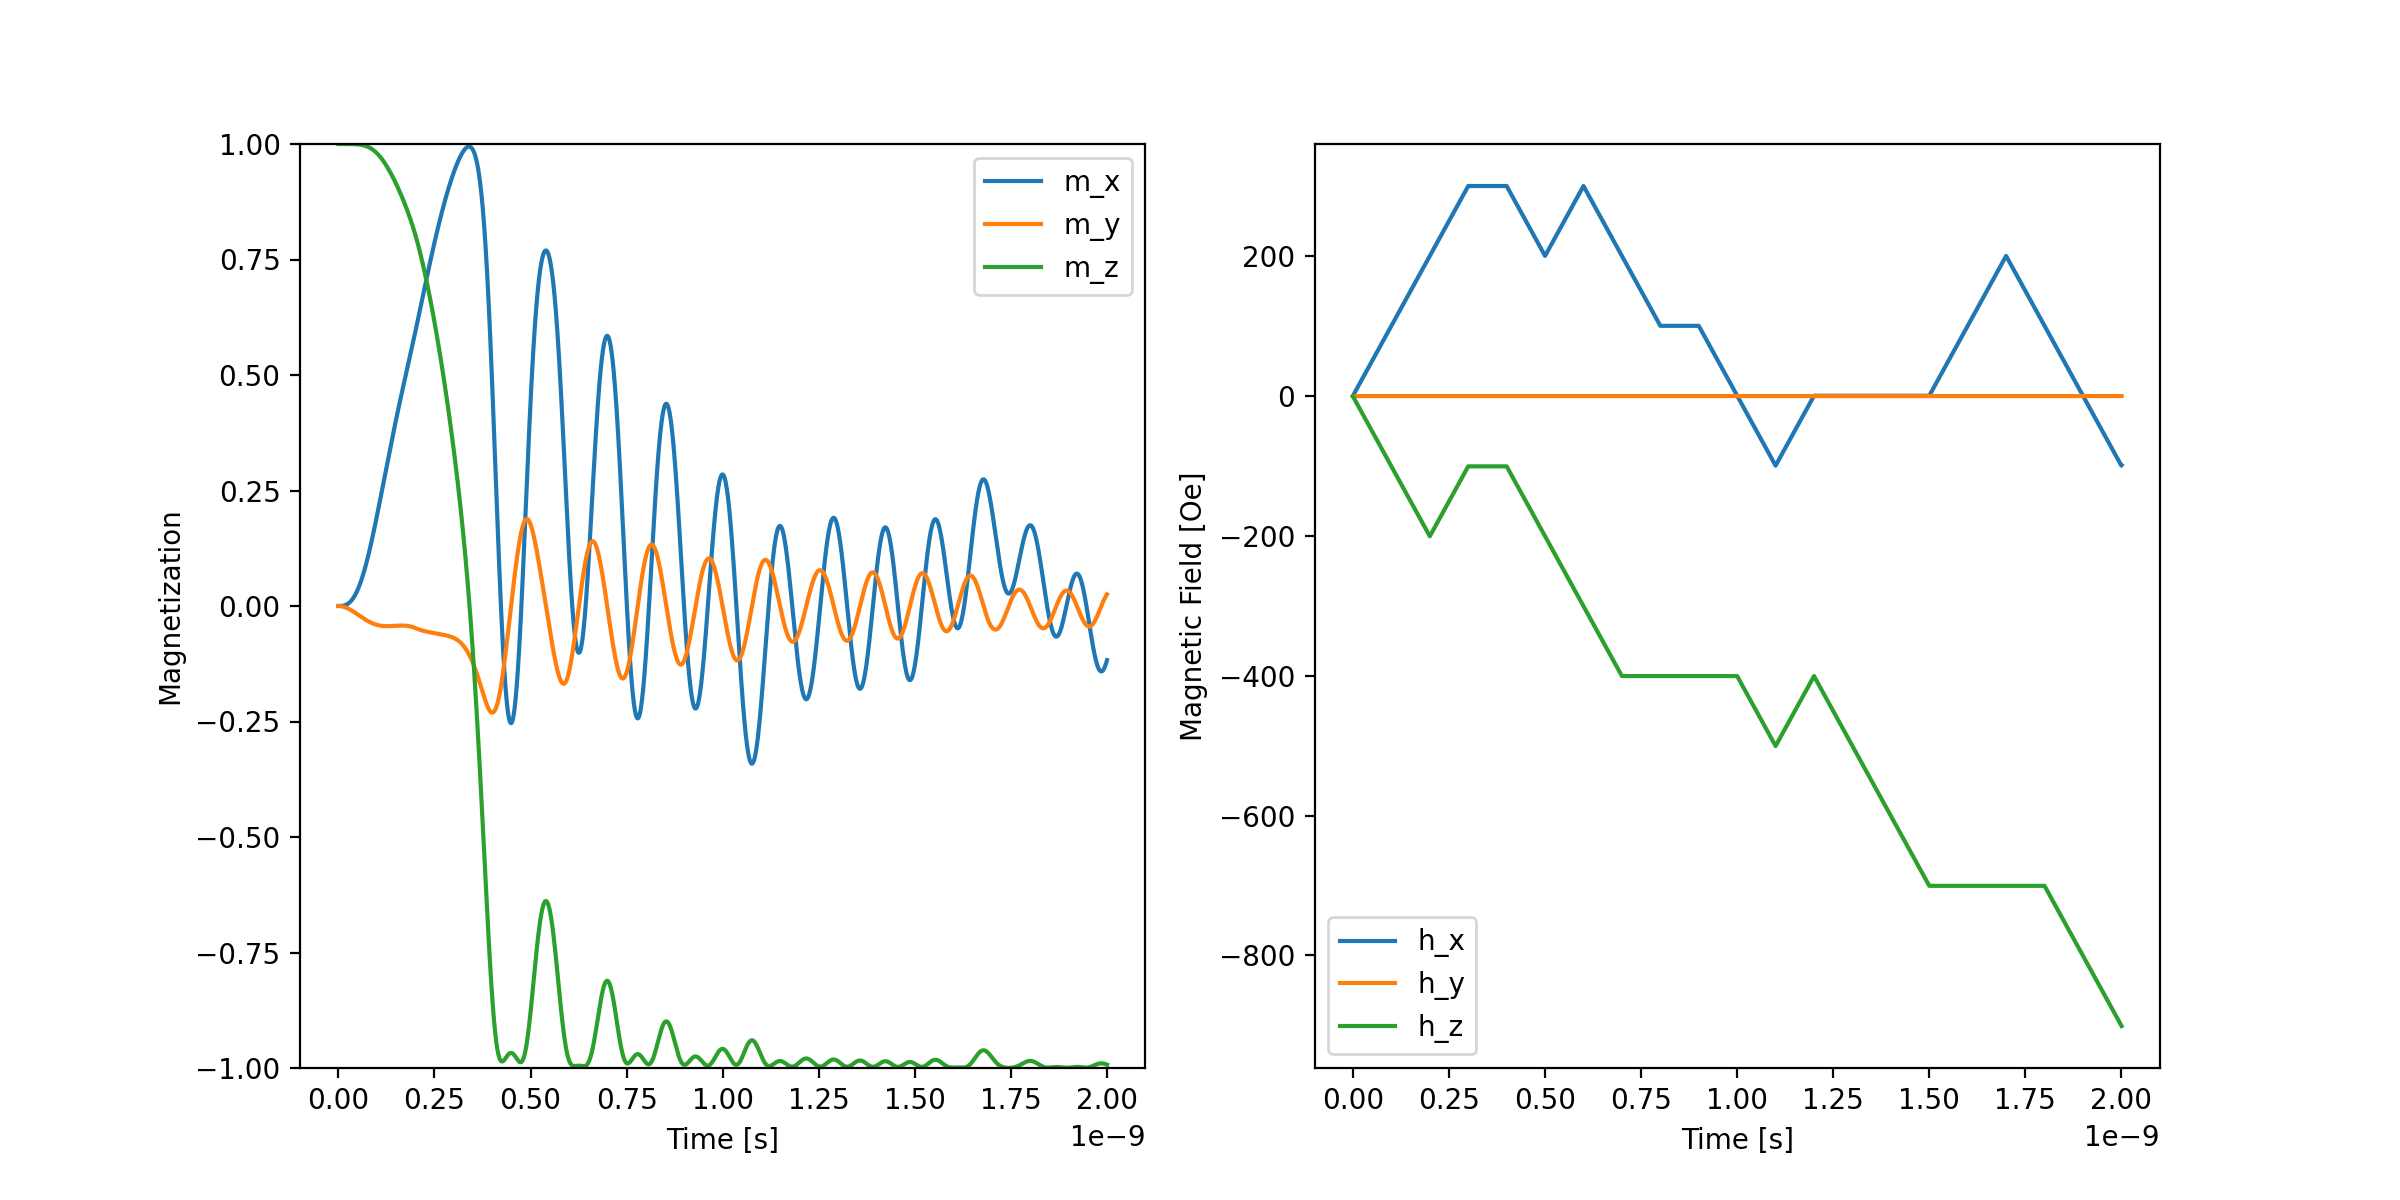 1.00
0.75
0.50
0.25
0.00
−0.25
−0.50
−0.75
−1.00
Magnetization
m_x
m_y
m_z
0.00 0.25 0.50 0.75 1.00 1.25 1.50 1.75 2.00
Time [s]
1e−9
200
0
−200
−400
−600
−800
Magnetic Field [Oe]
h_x
h_y
h_z
0.00 0.25 0.50 0.75 1.00 1.25 1.50 1.75 2.00
Time [s]
1e−9